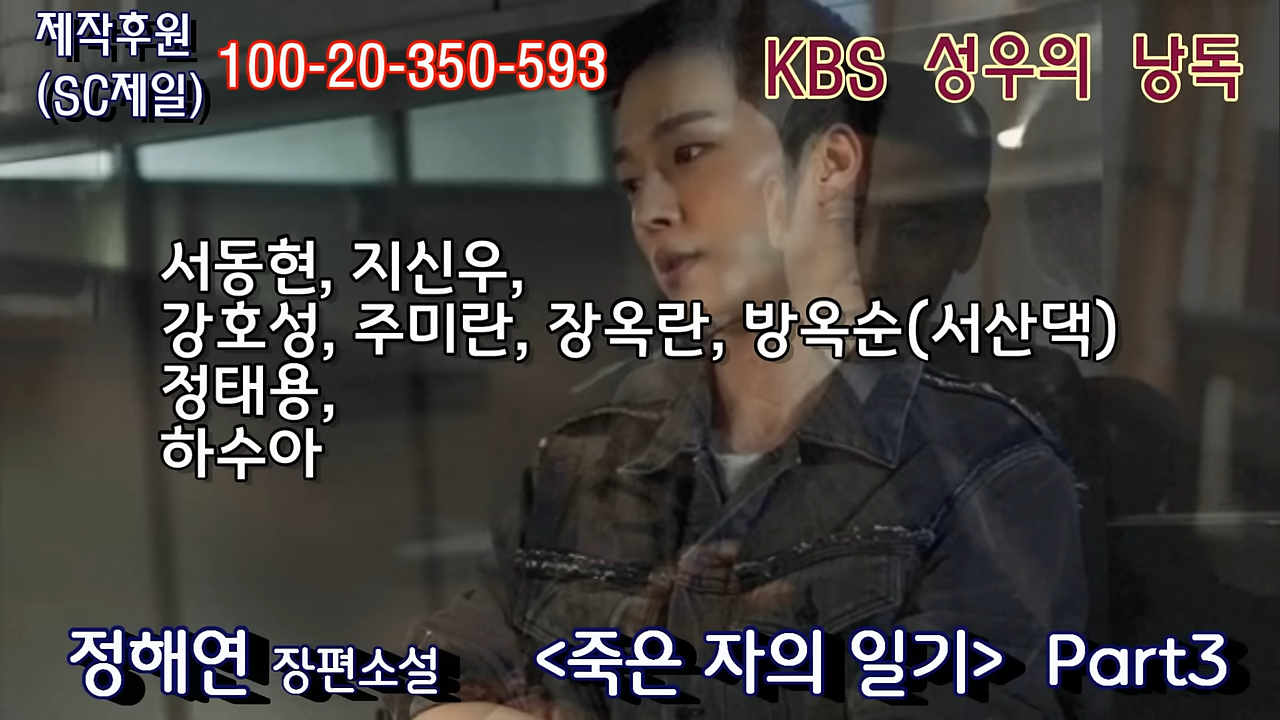 제작후원
(SC제일)
100-20-350-593
KBS 성우의 낭독
서동현, 지신우,
강호성, 주미란, 장옥란, 방옥순(서산댁)
정태용,
하수아
정해연 장편소설 <죽은 자의 일기> Part3